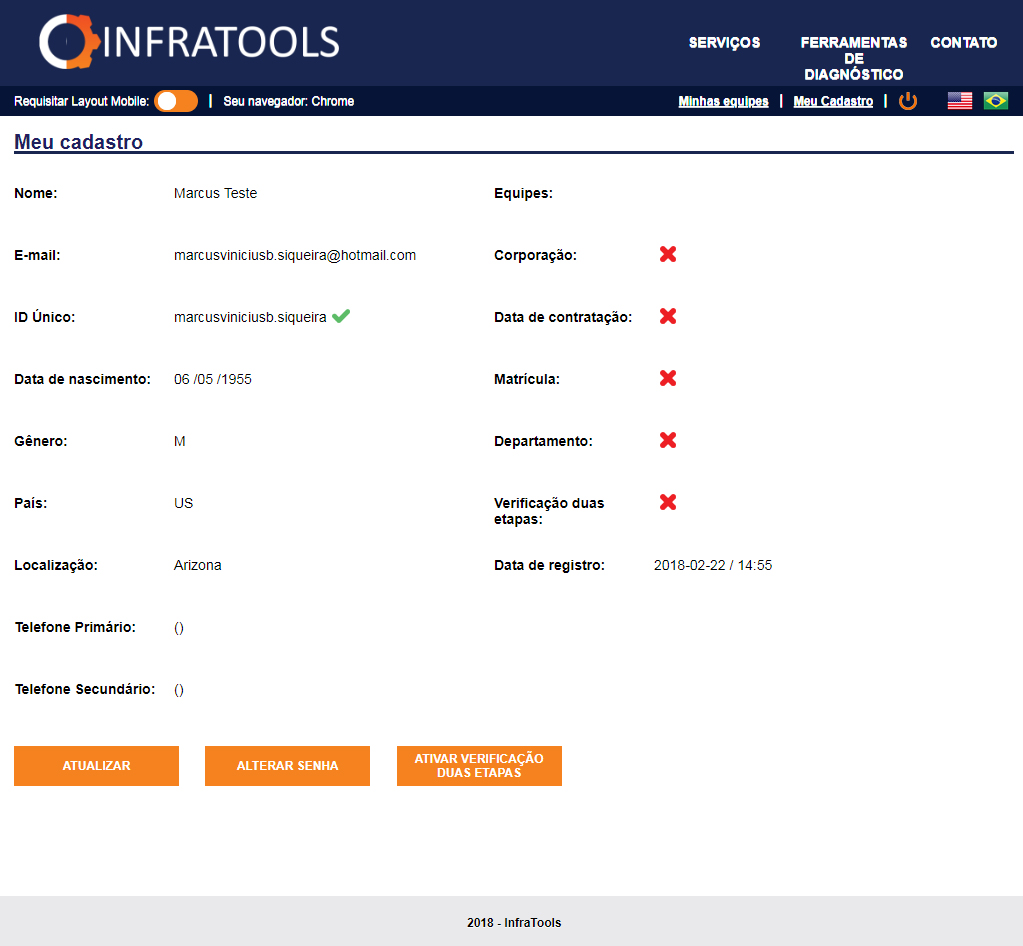 INFRATOOLS
SERVIÇOS
FERRAMENTAS
DE
DIAGNÓSTICO
CONTATO
Requisitar Layout Mobile: | Seu navegador: Chrome
Minhas equipes | Meu Cadastro |
Meu cadastro
Nome: Marcus Teste
Equipes:
E-mail: marcusviniciusb.siqueira@hotmail.com
Corporação:
ID Único: marcusviniciusb.siqueira
Data de contratação:
Data de nascimento: 06 /05 /1955
Matrícula:
Gênero: M
Departamento:
País: US
Verificação duas
etapas:
Localização: Arizona
Data de registro: 2018-02-22 / 14:55
Telefone Primário: ()
Telefone Secundário: ()
ATUALIZAR
ALTERAR SENHA
ATIVAR VERIFICAÇÃO
DUAS ETAPAS
2018 - InfraTools